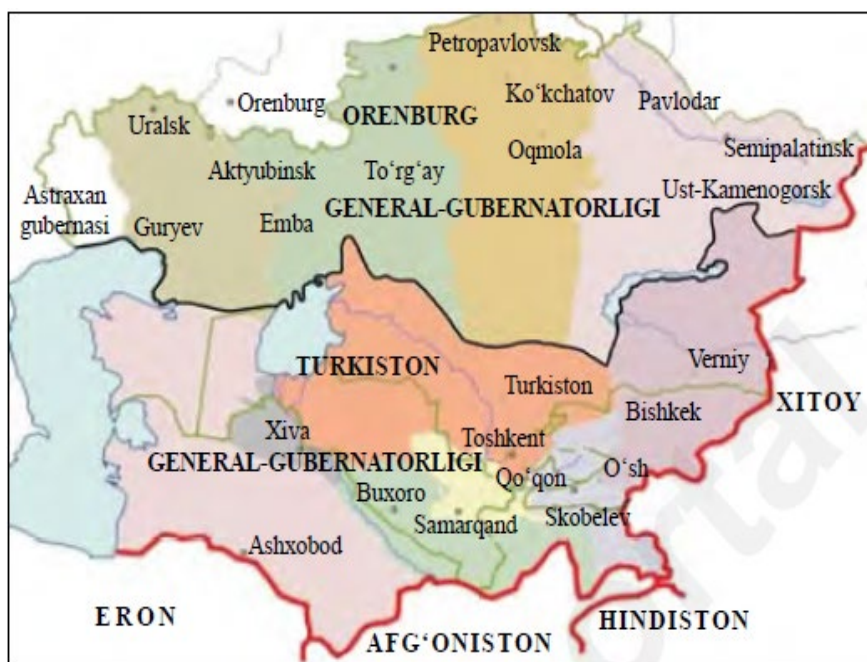 Petropavlovsk
Orenburg
Ko‘kchatov
Pavlodar
Uralsk
ORENBURG
Aktyubinsk
To‘rg‘ay
Oqmola
Semipalatinsk
Astraxan
gubernasi
Ust-Kamenogorsk
Guryev
Emba
GENERAL-GUBERNATORLIGI
TURKISTON
Turkiston
Verniy
XITOY
Bishkek
Xiva
Toshkent
GENERAL-GUBERNATORLIGI
Qo‘qon
O‘sh
Buxoro
Samarqand
Skobelev
Ashxobod
ERON
AFG‘ONISTON
HINDISTON